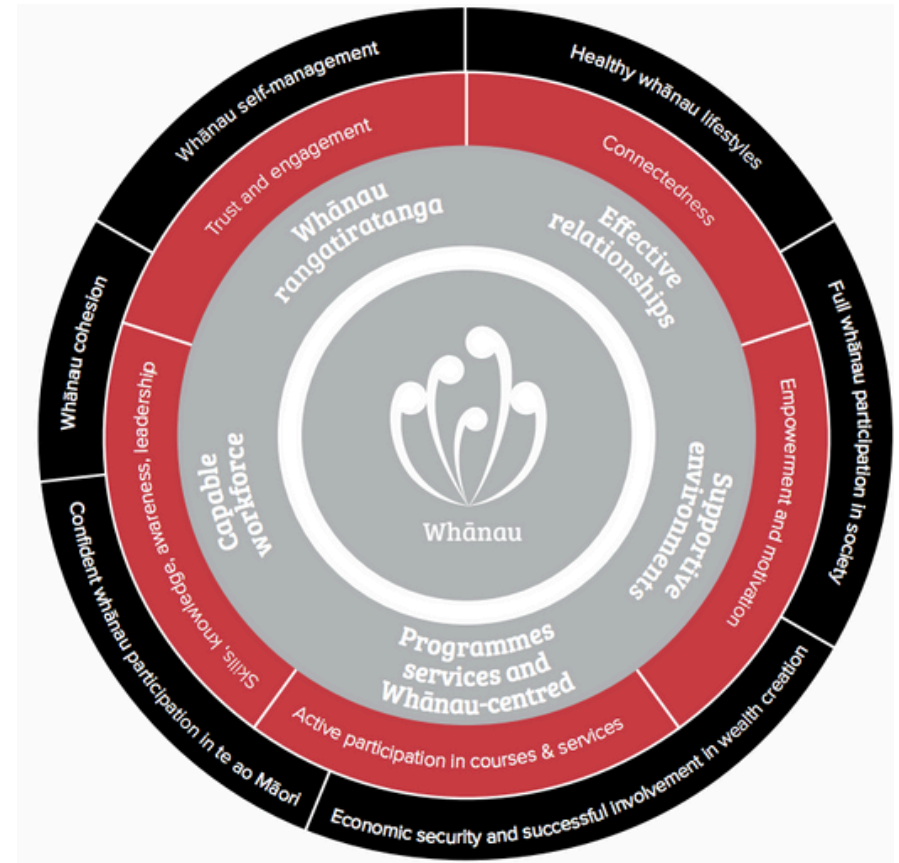 Whānau self-management
Healthy whānau lifestyles
Full whānau participation in society
Economic security and successful involvement in wealth creation
Confident whānau participation in te ao Māori
Whānau cohesion
Trust and engagement
Connectedness
Empowerment and motivation
Active participation in courses & services
Skills, knowledge, awareness, leadership
Whānau
rangatiratanga
Effective
relationships
Supportive
environments
Programmes
services and
Whānau-centred
Capable
workforce
Whānau